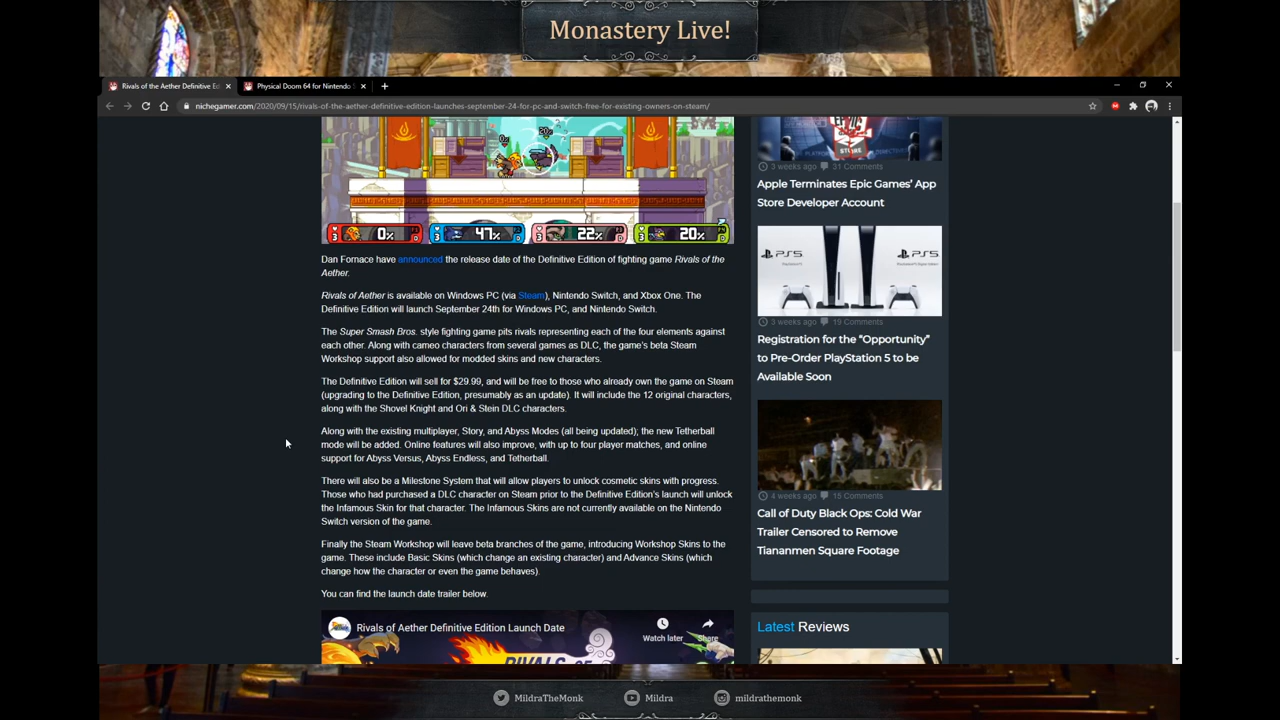 Monastery Live!
Rivals of the Aether Definitive Ed
Physical Doom 64 for Nintendo
nichegamer.com/2020/09/15/rivals-of-the-aether-definitive-edition-launches-september-24-for-pc-and-switch-free-for-existing-owners-on-steam/
0% 47% 22% 20%
Dan Fornace have announced the release date of the Definitive Edition of fighting game Rivals of the
Aether.
Rivals of Aether is available on Windows PC (via Steam), Nintendo Switch, and Xbox One. The
Definitive Edition will launch September 24th for Windows PC, and Nintendo Switch.
The Super Smash Bros. style fighting game pits rivals representing each of the four elements against
each other. Along with cameo characters from several games as DLC, the game's beta Steam
Workshop support also allowed for modded skins and new characters.
The Definitive Edition will sell for $29.99, and will be free to those who already own the game on Steam
(upgrading to the Definitive Edition, presumably as an update). It will include the 12 original characters,
along with the Shovel Knight and Ori & Stein DLC characters.
Along with the existing multiplayer, Story, and Abyss Modes (all being updated); the new Tetherball
mode will be added. Online features will also improve, with up to four player matches, and online
support for Abyss Versus, Abyss Endless, and Tetherball.
There will also be a Milestone System that will allow players to unlock cosmetic skins with progress.
Those who had purchased a DLC character on Steam prior to the Definitive Edition's launch will unlock
the Infamous Skin for that character. The Infamous Skins are not currently available on the Nintendo
Switch version of the game.
Finally the Steam Workshop will leave beta branches of the game, introducing Workshop Skins to the
game. These include Basic Skins (which change an existing character) and Advance Skins (which
change how the character or even the game behaves).
You can find the launch date trailer below.
Rivals of Aether Definitive Edition Launch Date
Watch later
Share
RIVALS OF
EPIC
3 weeks ago 31 Comments
Apple Terminates Epic Games' App
Store Developer Account
PS5 PS5
3 weeks ago 19 Comments
Registration for the "Opportunity"
to Pre-Order PlayStation 5 to be
Available Soon
4 weeks ago 15 Comments
Call of Duty Black Ops: Cold War
Trailer Censored to Remove
Tiananmen Square Footage
Latest Reviews
MildraTheMonk
Mildra
mildrathemonk